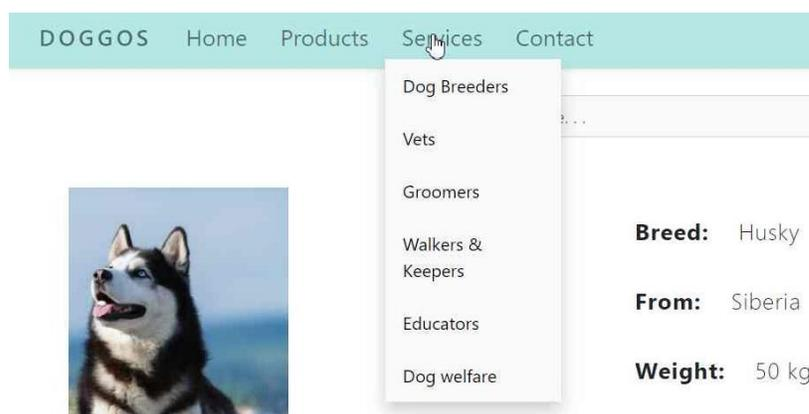 DOGGOS Home Products Services Contact
Dog Breeders
e. . .
Vets
Groomers
Breed: Husky
Walkers &
Keepers
From: Siberia
Educators
Weight: 50 kg
Dog welfare